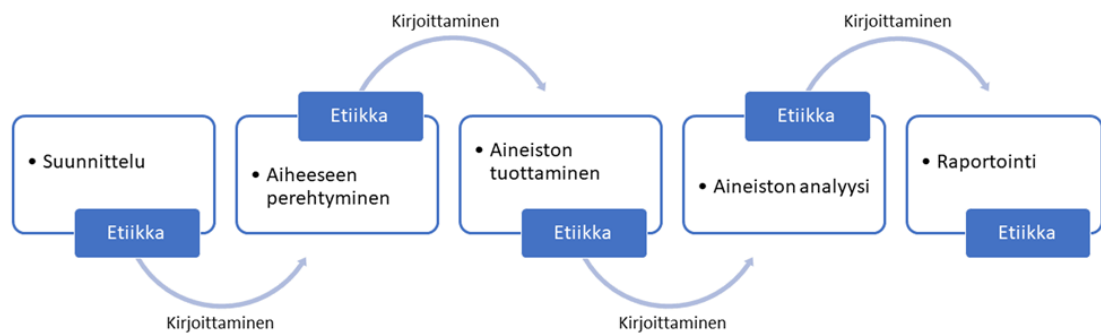 Kirjoittaminen
Kirjoittaminen
Etiikka
Etiikka
• Suunnittelu
• Aiheeseen
perehtyminen
• Aineiston
tuottaminen
• Aineiston analyysi
• Raportointi
Etiikka
Etiikka
Etiikka
Kirjoittaminen
Kirjoittaminen